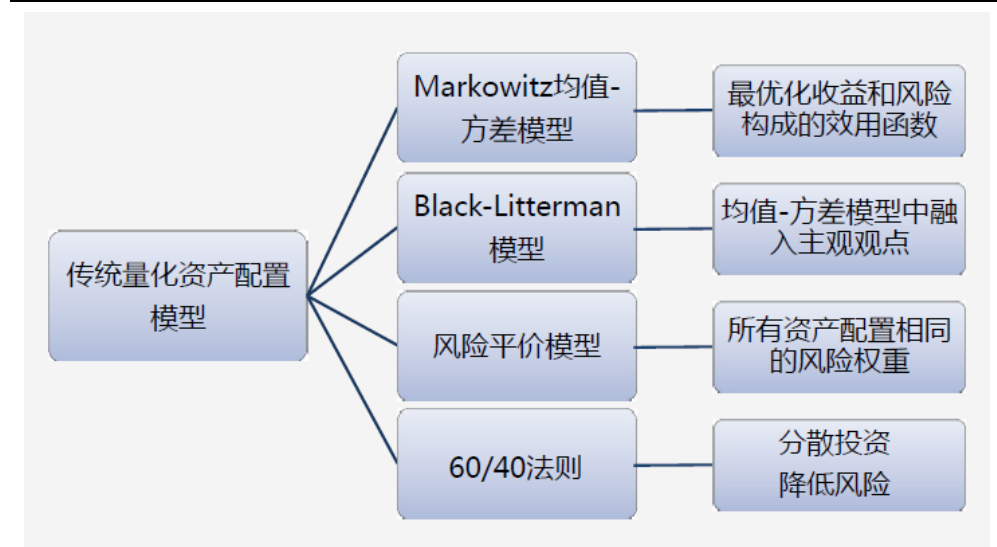 传统量化资产配置
模型
Markowitz均值-
方差模型
最优化收益和风险
构成的效用函数
Black-Litterman
模型
均值-方差模型中融
入主观观点
风险平价模型
所有资产配置相同
的风险权重
60/40法则
分散投资
降低风险